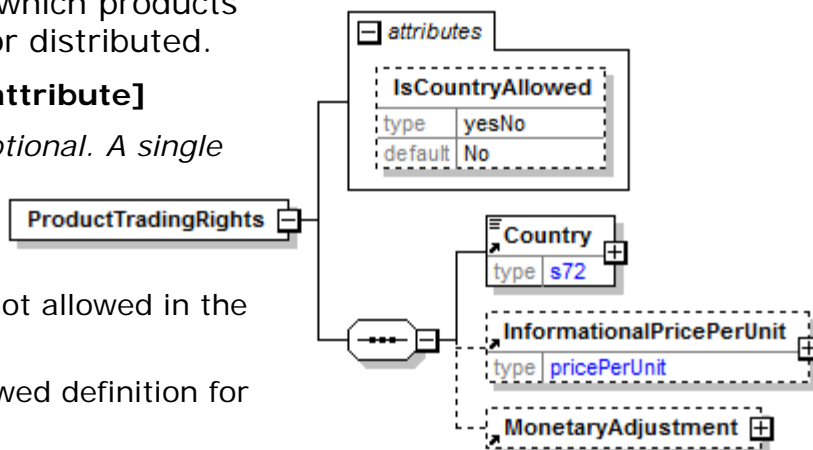 which products
or distributed.
attribute]
otional. A single
ot allowed in the
wed definition for
attributes
IsCountryAllowed
type yesNo
default No
ProductTradingRights
Country
type s72
InformationalPricePerUnit
type pricePerUnit
MonetaryAdjustment